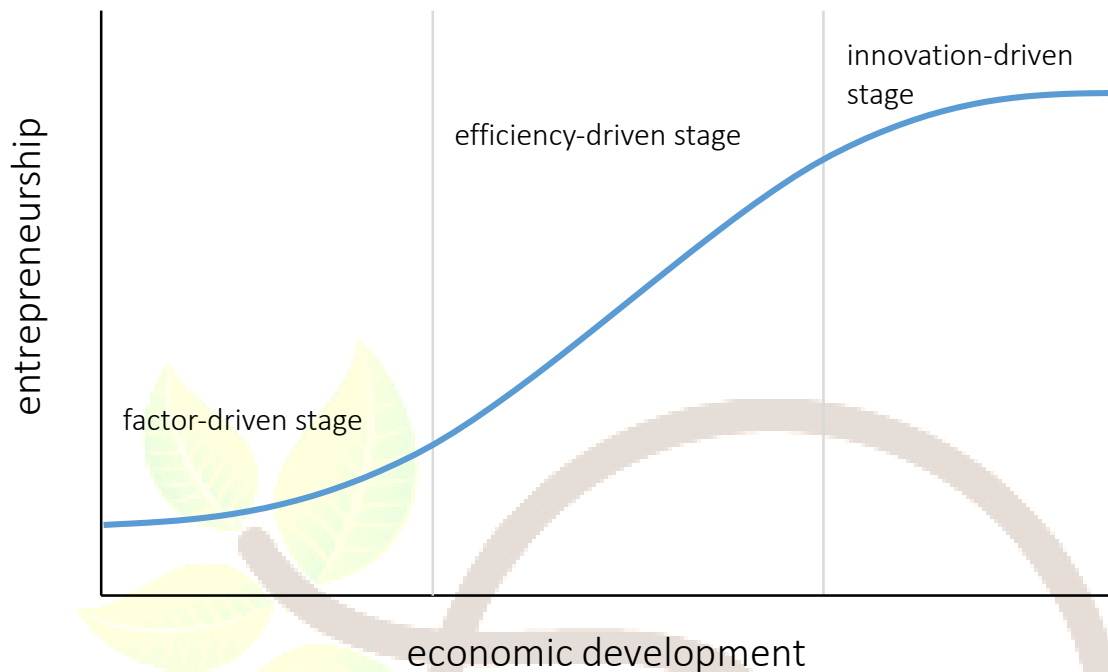 innovation-driven
stage
efficiency-driven stage
entrepreneurship
factor-driven stage
economic development